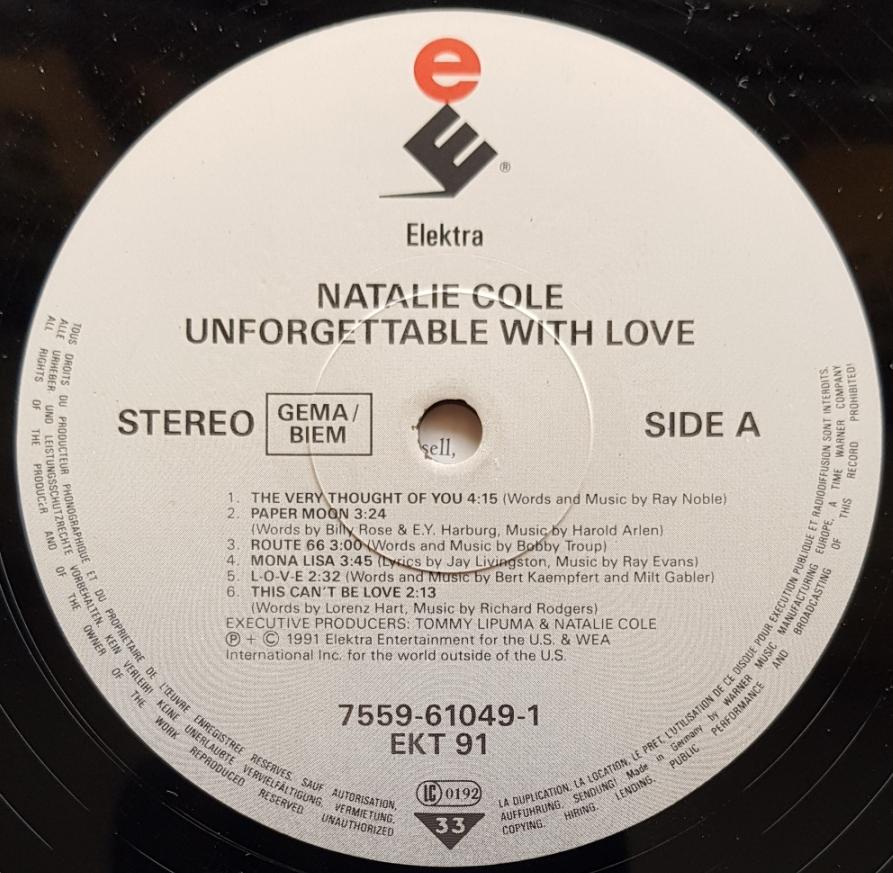 e
E ®
Elektra
NATALIE COLE
UNFORGETTABLE WITH LOVE
STEREO
GEMA/
BIEM
sell,
SIDE A
1. THE VERY THOUGHT OF YOU 4:15 (Words and Music by Ray Noble)
2. PAPER MOON 3:24
(Words by Billy Rose & E.Y. Harburg, Music by Harold Arlen)
3. ROUTE 66 3:00 (Words and Music by Bobby Troup)
4. MONA LISA 3:45 (Lyrics by Jay Livingston, Music by Ray Evans)
5. L-O-V-E 2:32 (Words and Music by Bert Kaempfert and Milt Gabler)
6. THIS CAN'T BE LOVE 2:13
(Words by Lorenz Hart, Music by Richard Rodgers)
EXECUTIVE PRODUCERS: TOMMY LIPUMA & NATALIE COLE
Ⓟ + © 1991 Elektra Entertainment for the U.S. & WEA
International Inc. for the world outside of the U.S.
7559-61049-1
EKT 91
LC 0192
33
TOUS DROITS DU PRODUCTEUR PHONOGRAPHIQUE ET DU PROPRIETAIRE DE L'ŒUVRE ENREGISTREE RESERVES. SAUF AUTORISATION,
LA DUPLICATION, LA LOCATION, LE PRET, L'UTILISATION DE CE DISQUE POUR EXECUTION PUBLIQUE ET RADIODIFFUSION SONT INTERDITS.
ALLE URHEBER UND LEISTUNGSSCHUTZRECHTE VORBEHALTEN. KEIN VERLEIH! KEINE UNERLAUBTE VERVIELFÄLTIGUNG, VERMIETUNG,
AUFFUHRUNG, SENDUNG! Made in Germany by WARNER MUSIC MANUFACTURING EUROPE, A TIME WARNER COMPANY
ALL RIGHTS OF THE PRODUCER AND OF THE OWNER OF THE WORK REPRODUCED RESERVED UNAUTHORIZED
COPYING. HIRING. LENDING. PUBLIC PERFORMANCE AND BROADCASTING OF THIS RECORD PROHIBITED!